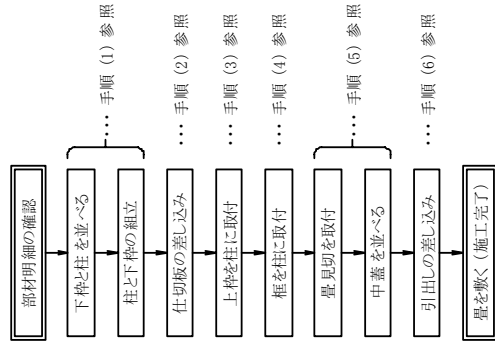 部材明細の確認
下枠と柱を並べる
柱と下枠の組立
… 手順（1）参照
仕切板の差し込み … 手順（2）参照
上枠を柱に取付 … 手順（3）参照
框を柱に取付 … 手順（4）参照
畳見切を取付
中蓋を並べる
… 手順（5）参照
引出しの差し込み … 手順（6）参照
畳を敷く（施工完了）